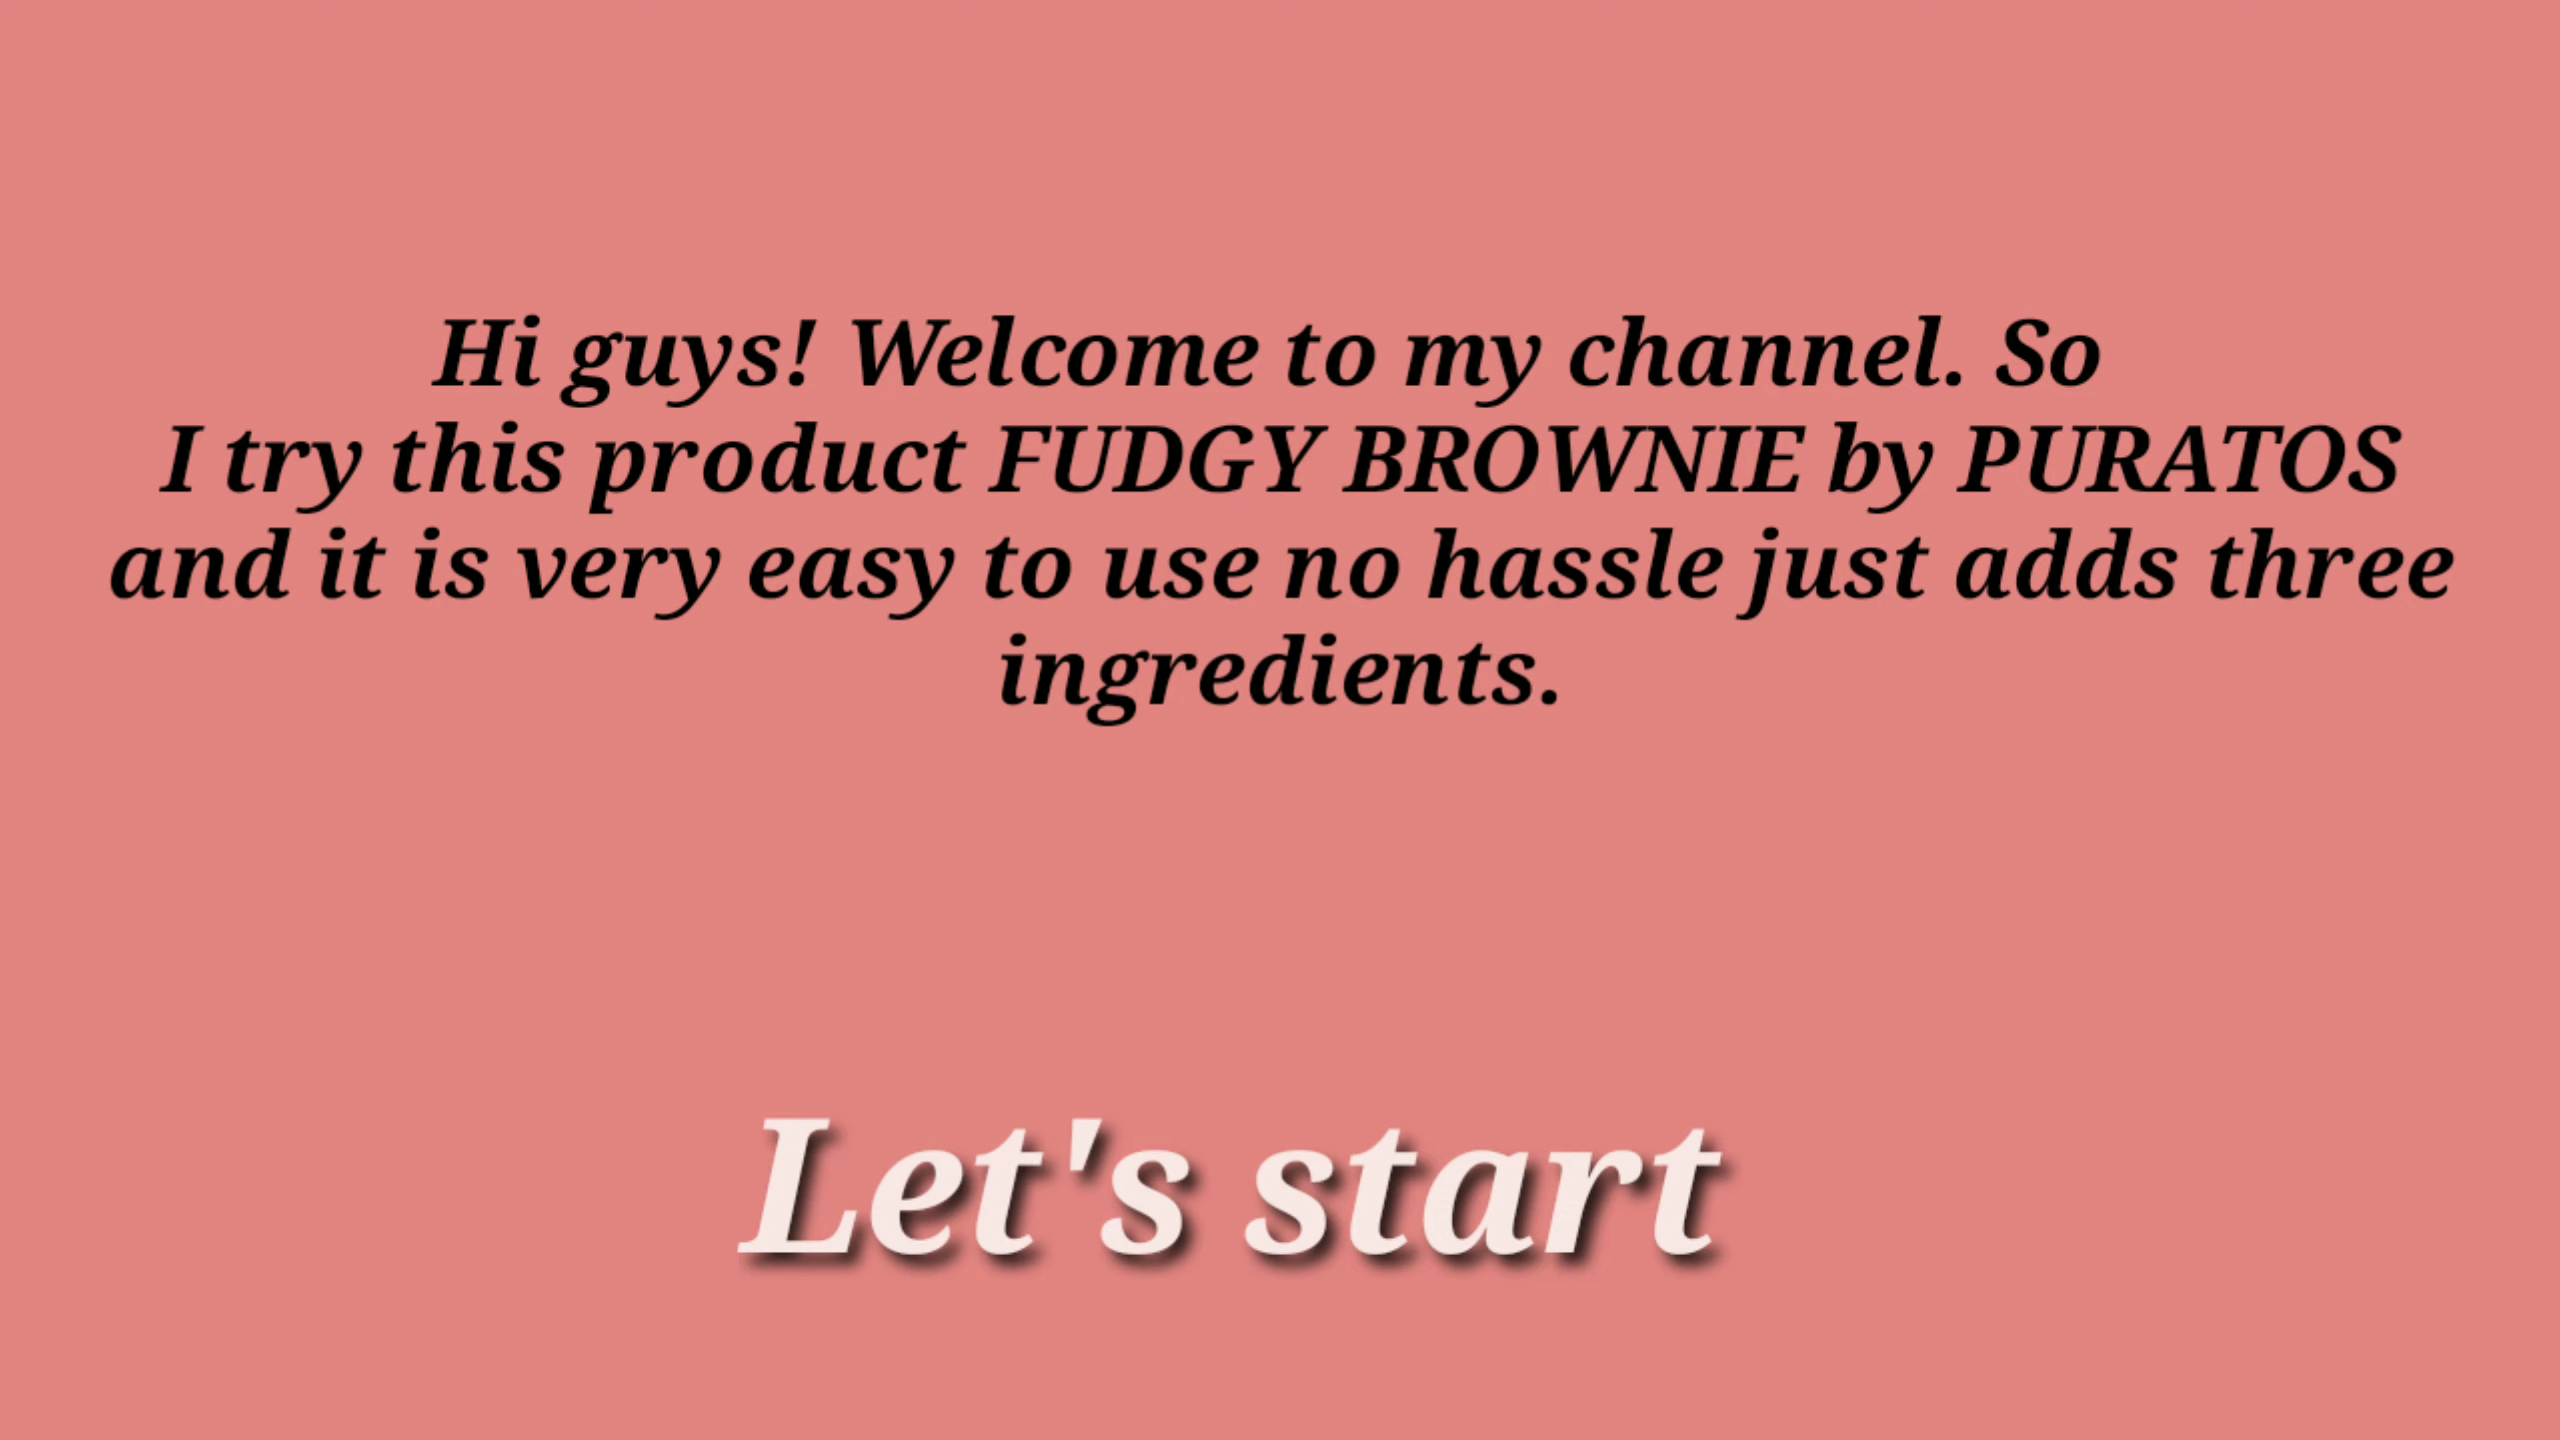 Hi guys! Welcome to my channel. So
I try this product FUDGY BROWNIE by PURATOS
and it is very easy to use no hassle just adds three
ingredients.
Let's start